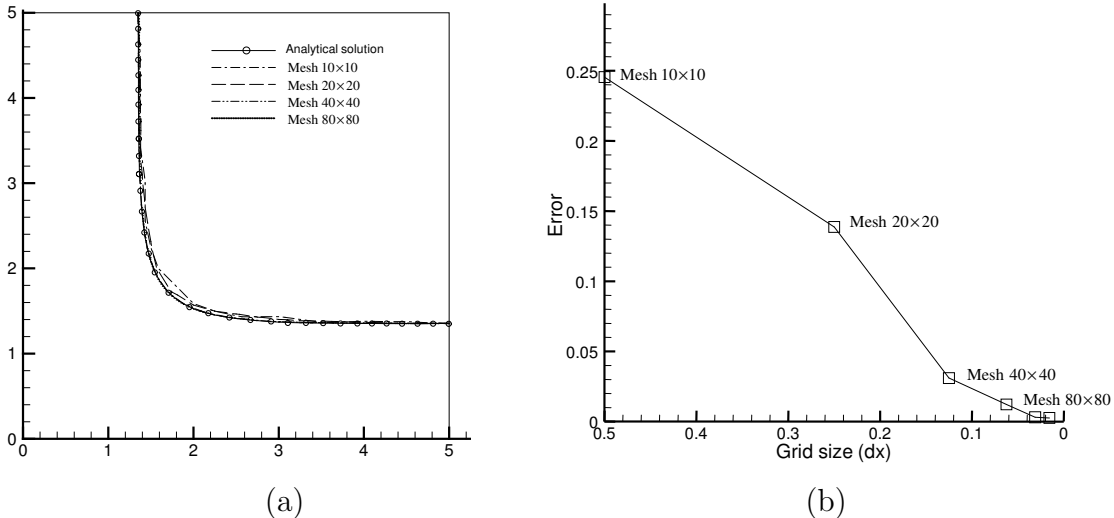 5
4
3
2
1
0
0 1 2 3 4 5
Analytical solution
Mesh 10×10
Mesh 20×20
Mesh 40×40
Mesh 80×80
(a)
Error
0.25
0.2
0.15
0.1
0.05
0
Mesh 10×10
Mesh 20×20
Mesh 40×40
Mesh 80×80
0.5 0.4 0.3 0.2 0.1 0
Grid size (dx)
(b)